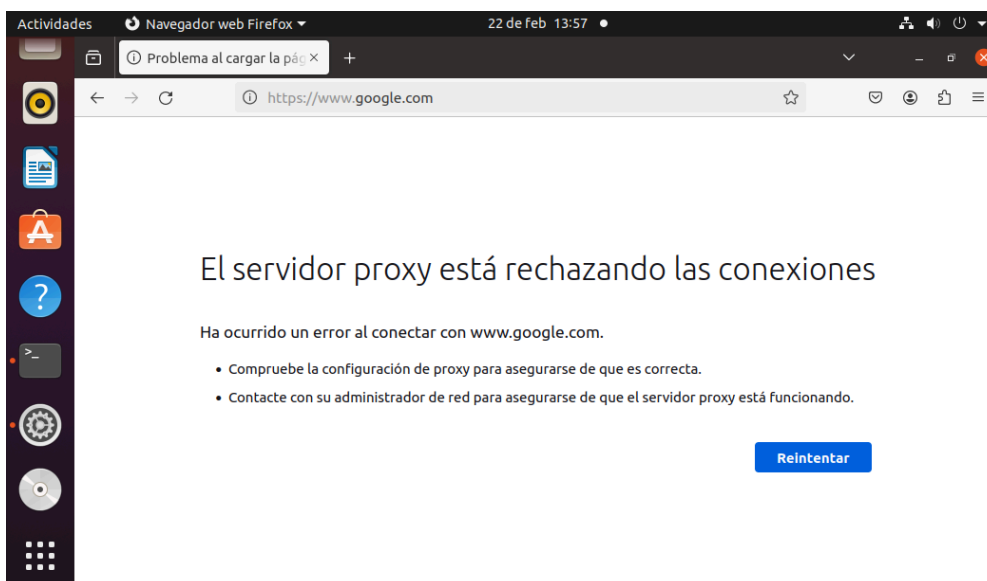 Actividades Navegador web Firefox 22 de feb 13:57
Problema al cargar la pág
https://www.google.com
El servidor proxy está rechazando las conexiones
Ha ocurrido un error al conectar con www.google.com.
• Compruebe la configuración de proxy para asegurarse de que es correcta.
• Contacte con su administrador de red para asegurarse de que el servidor proxy está funcionando.
Reintentar